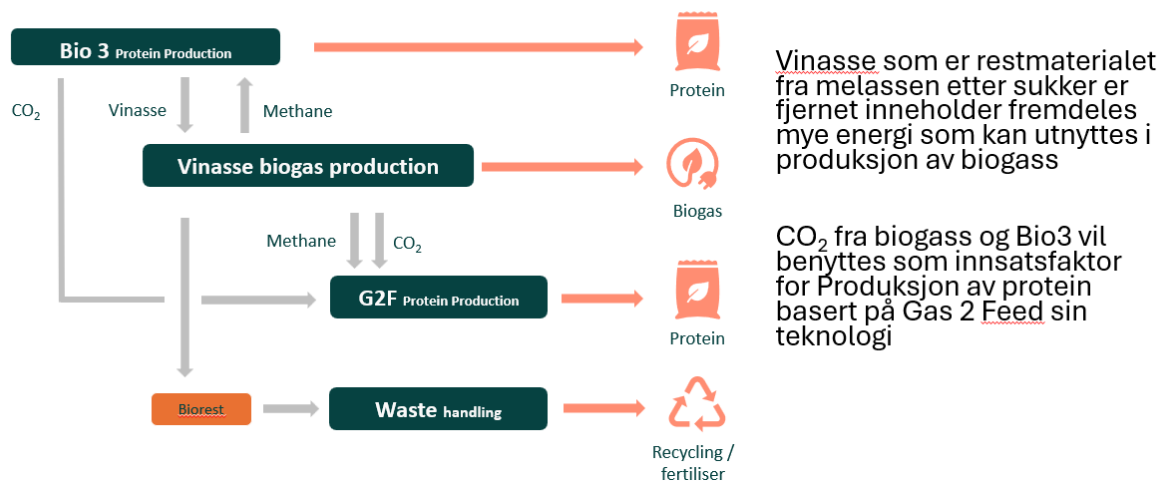 Bio 3 Protein Production
Protein
CO₂
Vinasse
Methane
Vinasse biogas production
Biogas
Methane
CO₂
G2F Protein Production
Protein
Biorest
Waste handling
Recycling /
fertiliser
Vinasse som er restmaterialet
fra melassen etter sukker er
fjernet inneholder fremdeles
mye energi som kan utnyttes i
produksjon av biogass
CO₂ fra biogass og Bio3 vil
benyttes som innsatsfaktor
for Produksjon av protein
basert på Gas 2 Feed sin
teknologi